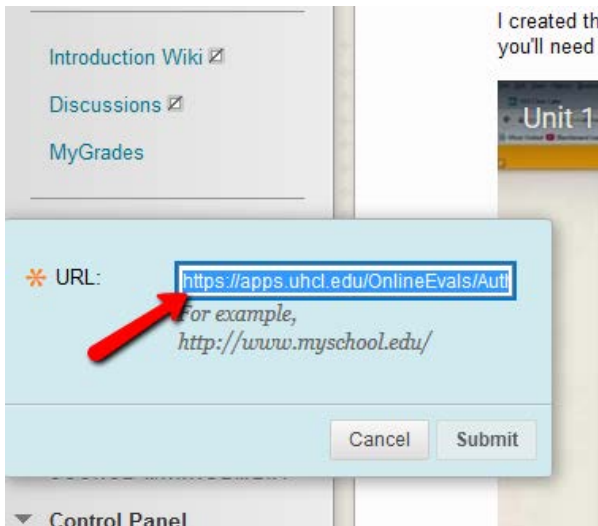 I created th
you'll need
Introduction Wiki
Discussions
MyGrades
Unit 1
URL:
https://apps.uhcl.edu/OnlineEvals/Auth
For example,
http://www.myschool.edu/
Cancel
Submit
Control Panel